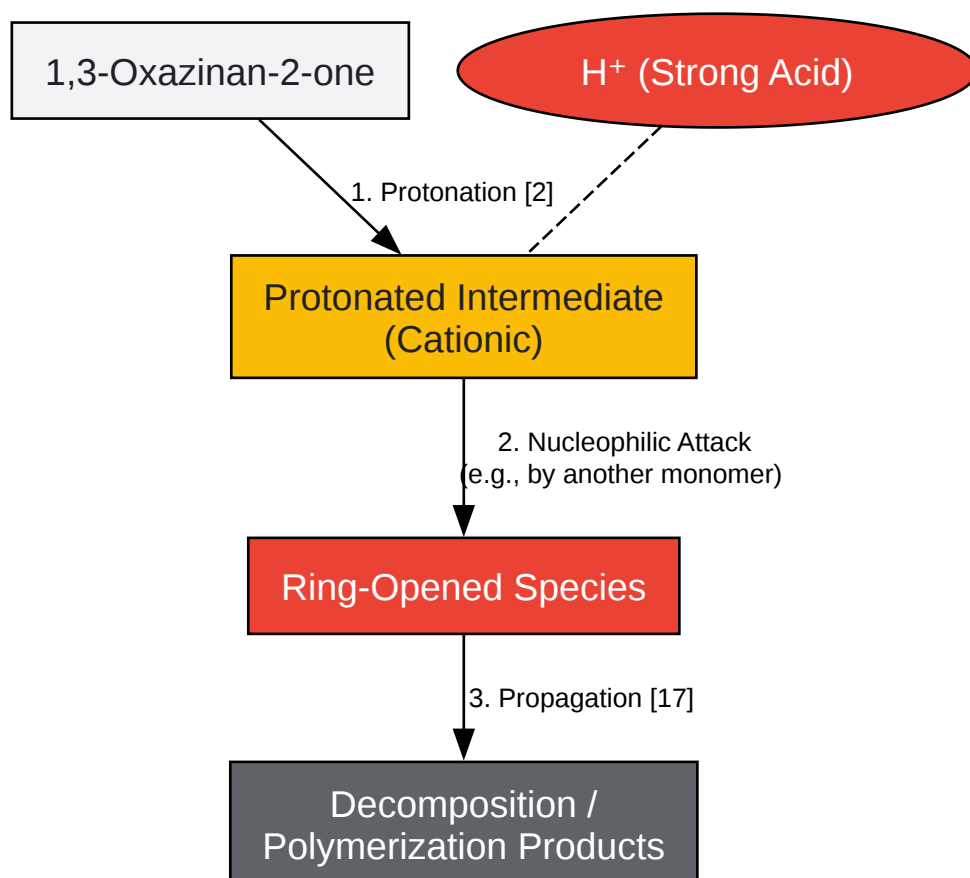 1,3-Oxazinan-2-one
H⁺ (Strong Acid)
1. Protonation [2]
Protonated Intermediate
(Cationic)
2. Nucleophilic Attack
(e.g., by another monomer)
Ring-Opened Species
3. Propagation [17]
Decomposition /
Polymerization Products